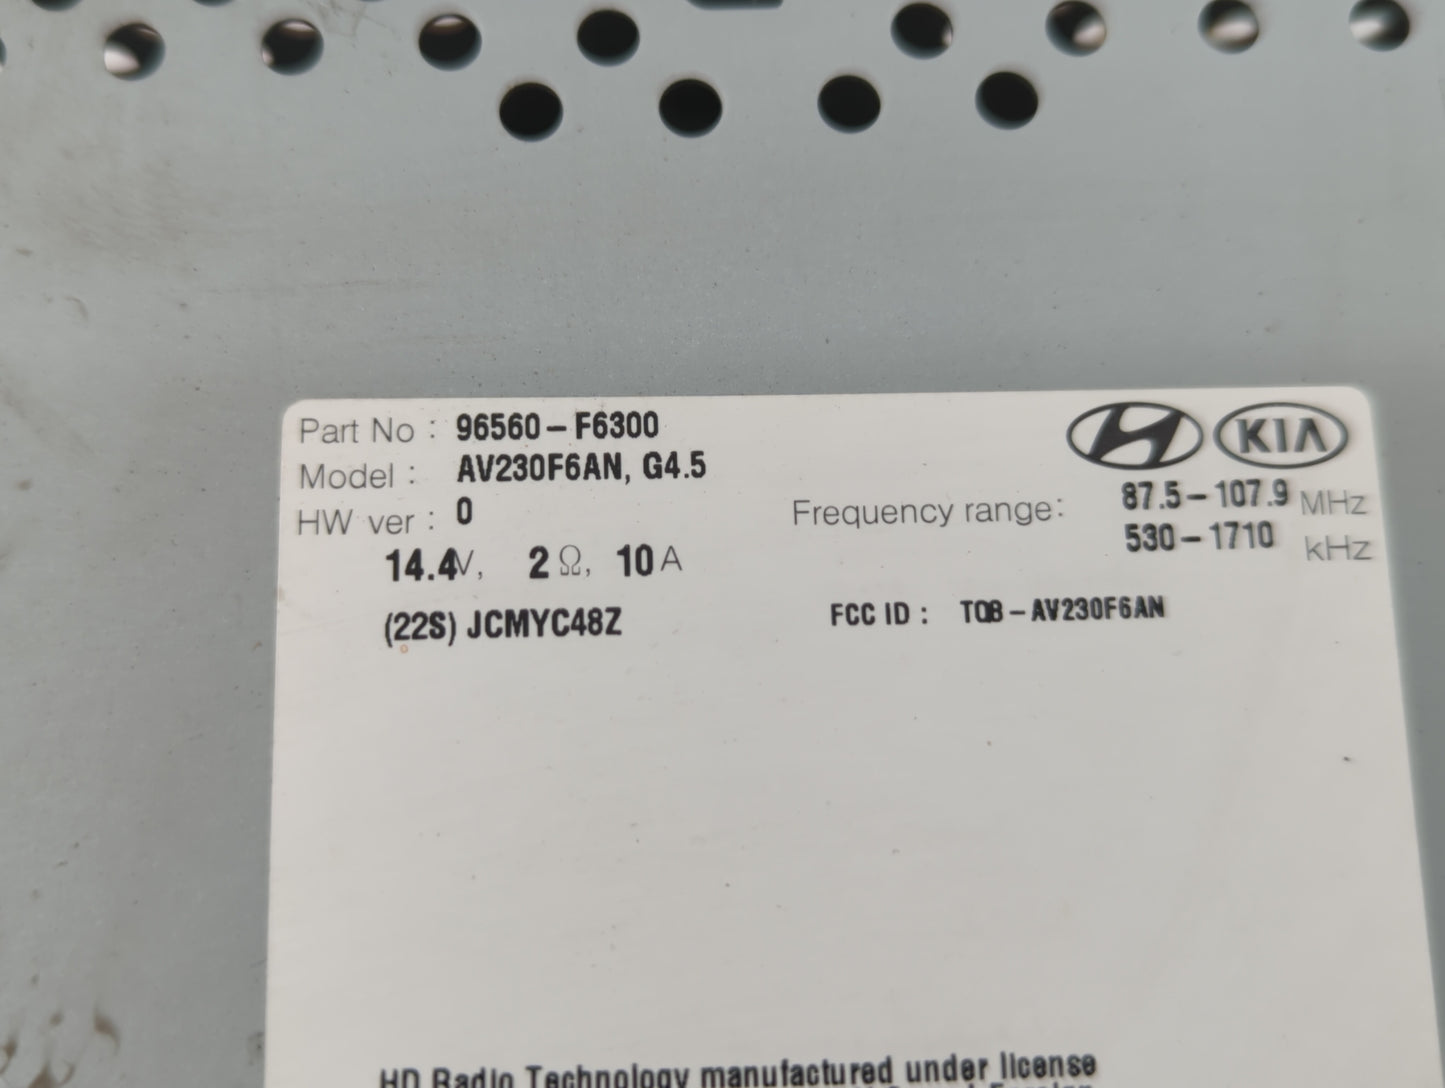 Part No : 96560-F6300
KIA
Model : AV230F6AN, G4.5
HW ver : 0
Frequency range: 87.5-107.9 MHz
530-1710 kHz
14.4V, 2Ω, 10A
(22S) JCMYC48Z
FCC ID : TQ8-AV230F6AN
HD Radio Technology manufactured under license